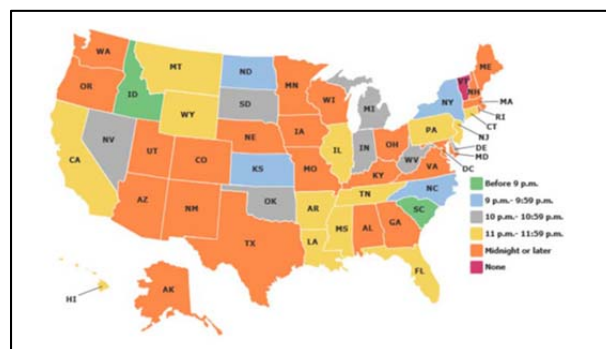 WA
OR
ID
MT
WY
CA
NV
UT
CO
AZ
NM
ND
SD
NE
KS
OK
TX
MN
IA
MO
AR
LA
WI
IL
MI
IN
OH
KY
TN
MS
AL
GA
FL
SC
NC
VA
WV
PA
NY
VT
NH
ME
MA
RI
CT
NJ
DE
MD
DC
HI
AK
Before 9 p.m.
9 p.m.- 9:59 p.m.
10 p.m.- 10:59 p.m.
11 p.m.- 11:59 p.m.
Midnight or later
None